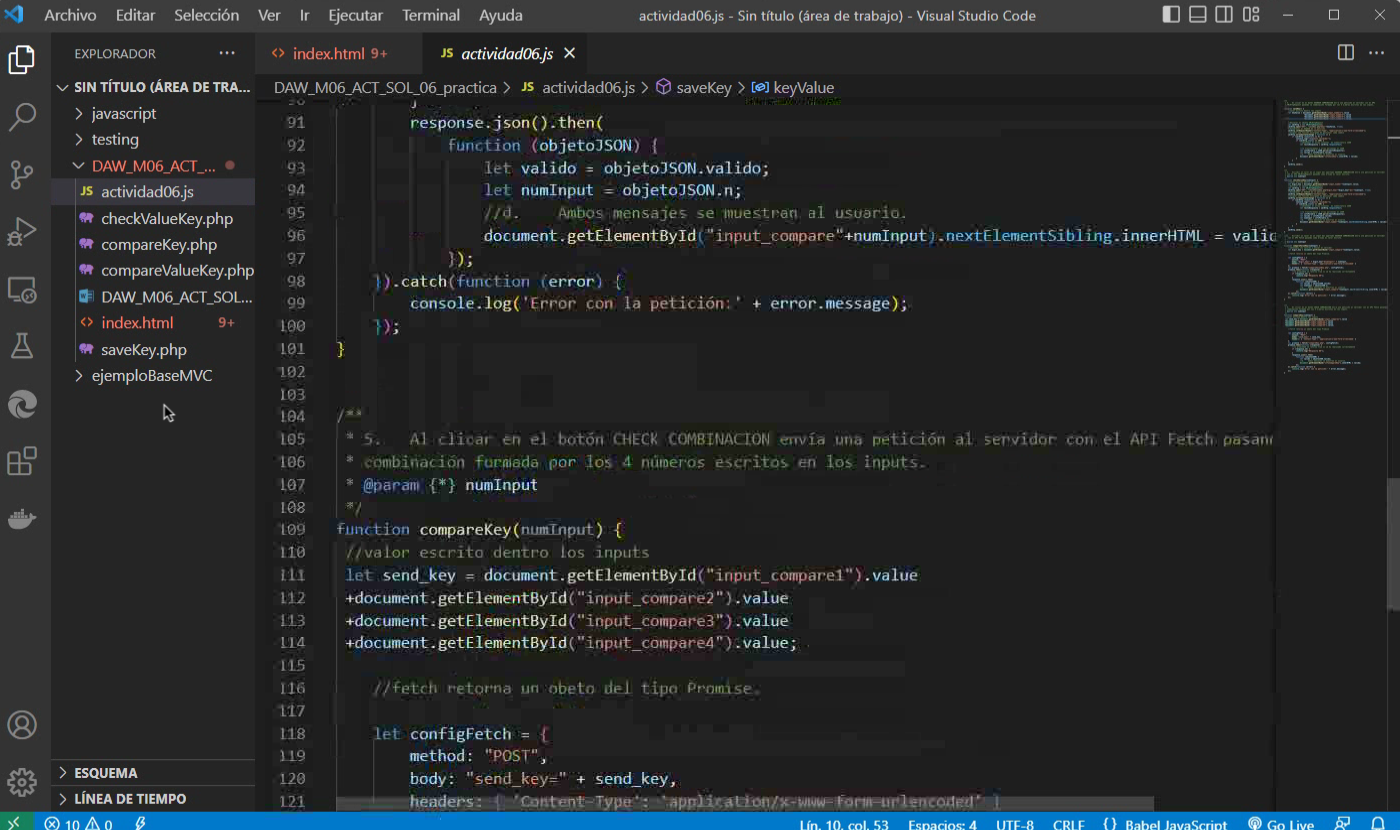 Archivo Editar Selección Ver Ir Ejecutar Terminal Ayuda
actividad06.js - Sin título (área de trabajo) - Visual Studio Code
EXPLORADOR
SIN TÍTULO (ÁREA DE TRA...
javascript
testing
DAW_M06_ACT_...
JS actividad06.js
checkValueKey.php
compareKey.php
compareValueKey.php
DAW_M06_ACT_SOL...
index.html 9+
saveKey.php
ejemploBaseMVC
ESQUEMA
LÍNEA DE TIEMPO
index.html 9+
JS actividad06.js
DAW_M06_ACT_SOL_06_practica > JS actividad06.js > saveKey > keyValue
90 }
91 response.json().then(
92 function (objetoJSON) {
93 let valido = objetoJSON.valido;
94 let numInput = objetoJSON.n;
95 //d. Ambos mensajes se muestran al usuario.
96 document.getElementById("input_compare"+numInput).nextElementSibling.innerHTML = valid
97 });
98 }).catch(function (error) {
99 console.log('Error con la petición:' + error.message);
100 });
101 }
102
103
104 /**
105 * 5. Al clicar en el botón CHECK COMBINACION envía una petición al servidor con el API Fetch pasan
106 * combinación formada por los 4 números escritos en los inputs.
107 * @param {*} numInput
108 */
109 function compareKey(numInput) {
110 //valor escrito dentro los inputs
111 let send_key = document.getElementById("input_compare1").value
112 +document.getElementById("input_compare2").value
113 +document.getElementById("input_compare3").value
114 +document.getElementById("input_compare4").value;
115
116 //fetch retorna un obeto del tipo Promise.
117
118 let configFetch = {
119 method: "POST",
120 body: "send_key=" + send_key,
121 headers: { 'Content-Type': 'application/x-www-form-urlencoded' }
10 0
Lín. 10, col. 53 Espacios: 4 UTF-8 CRLF {} Babel JavaScript Go Live